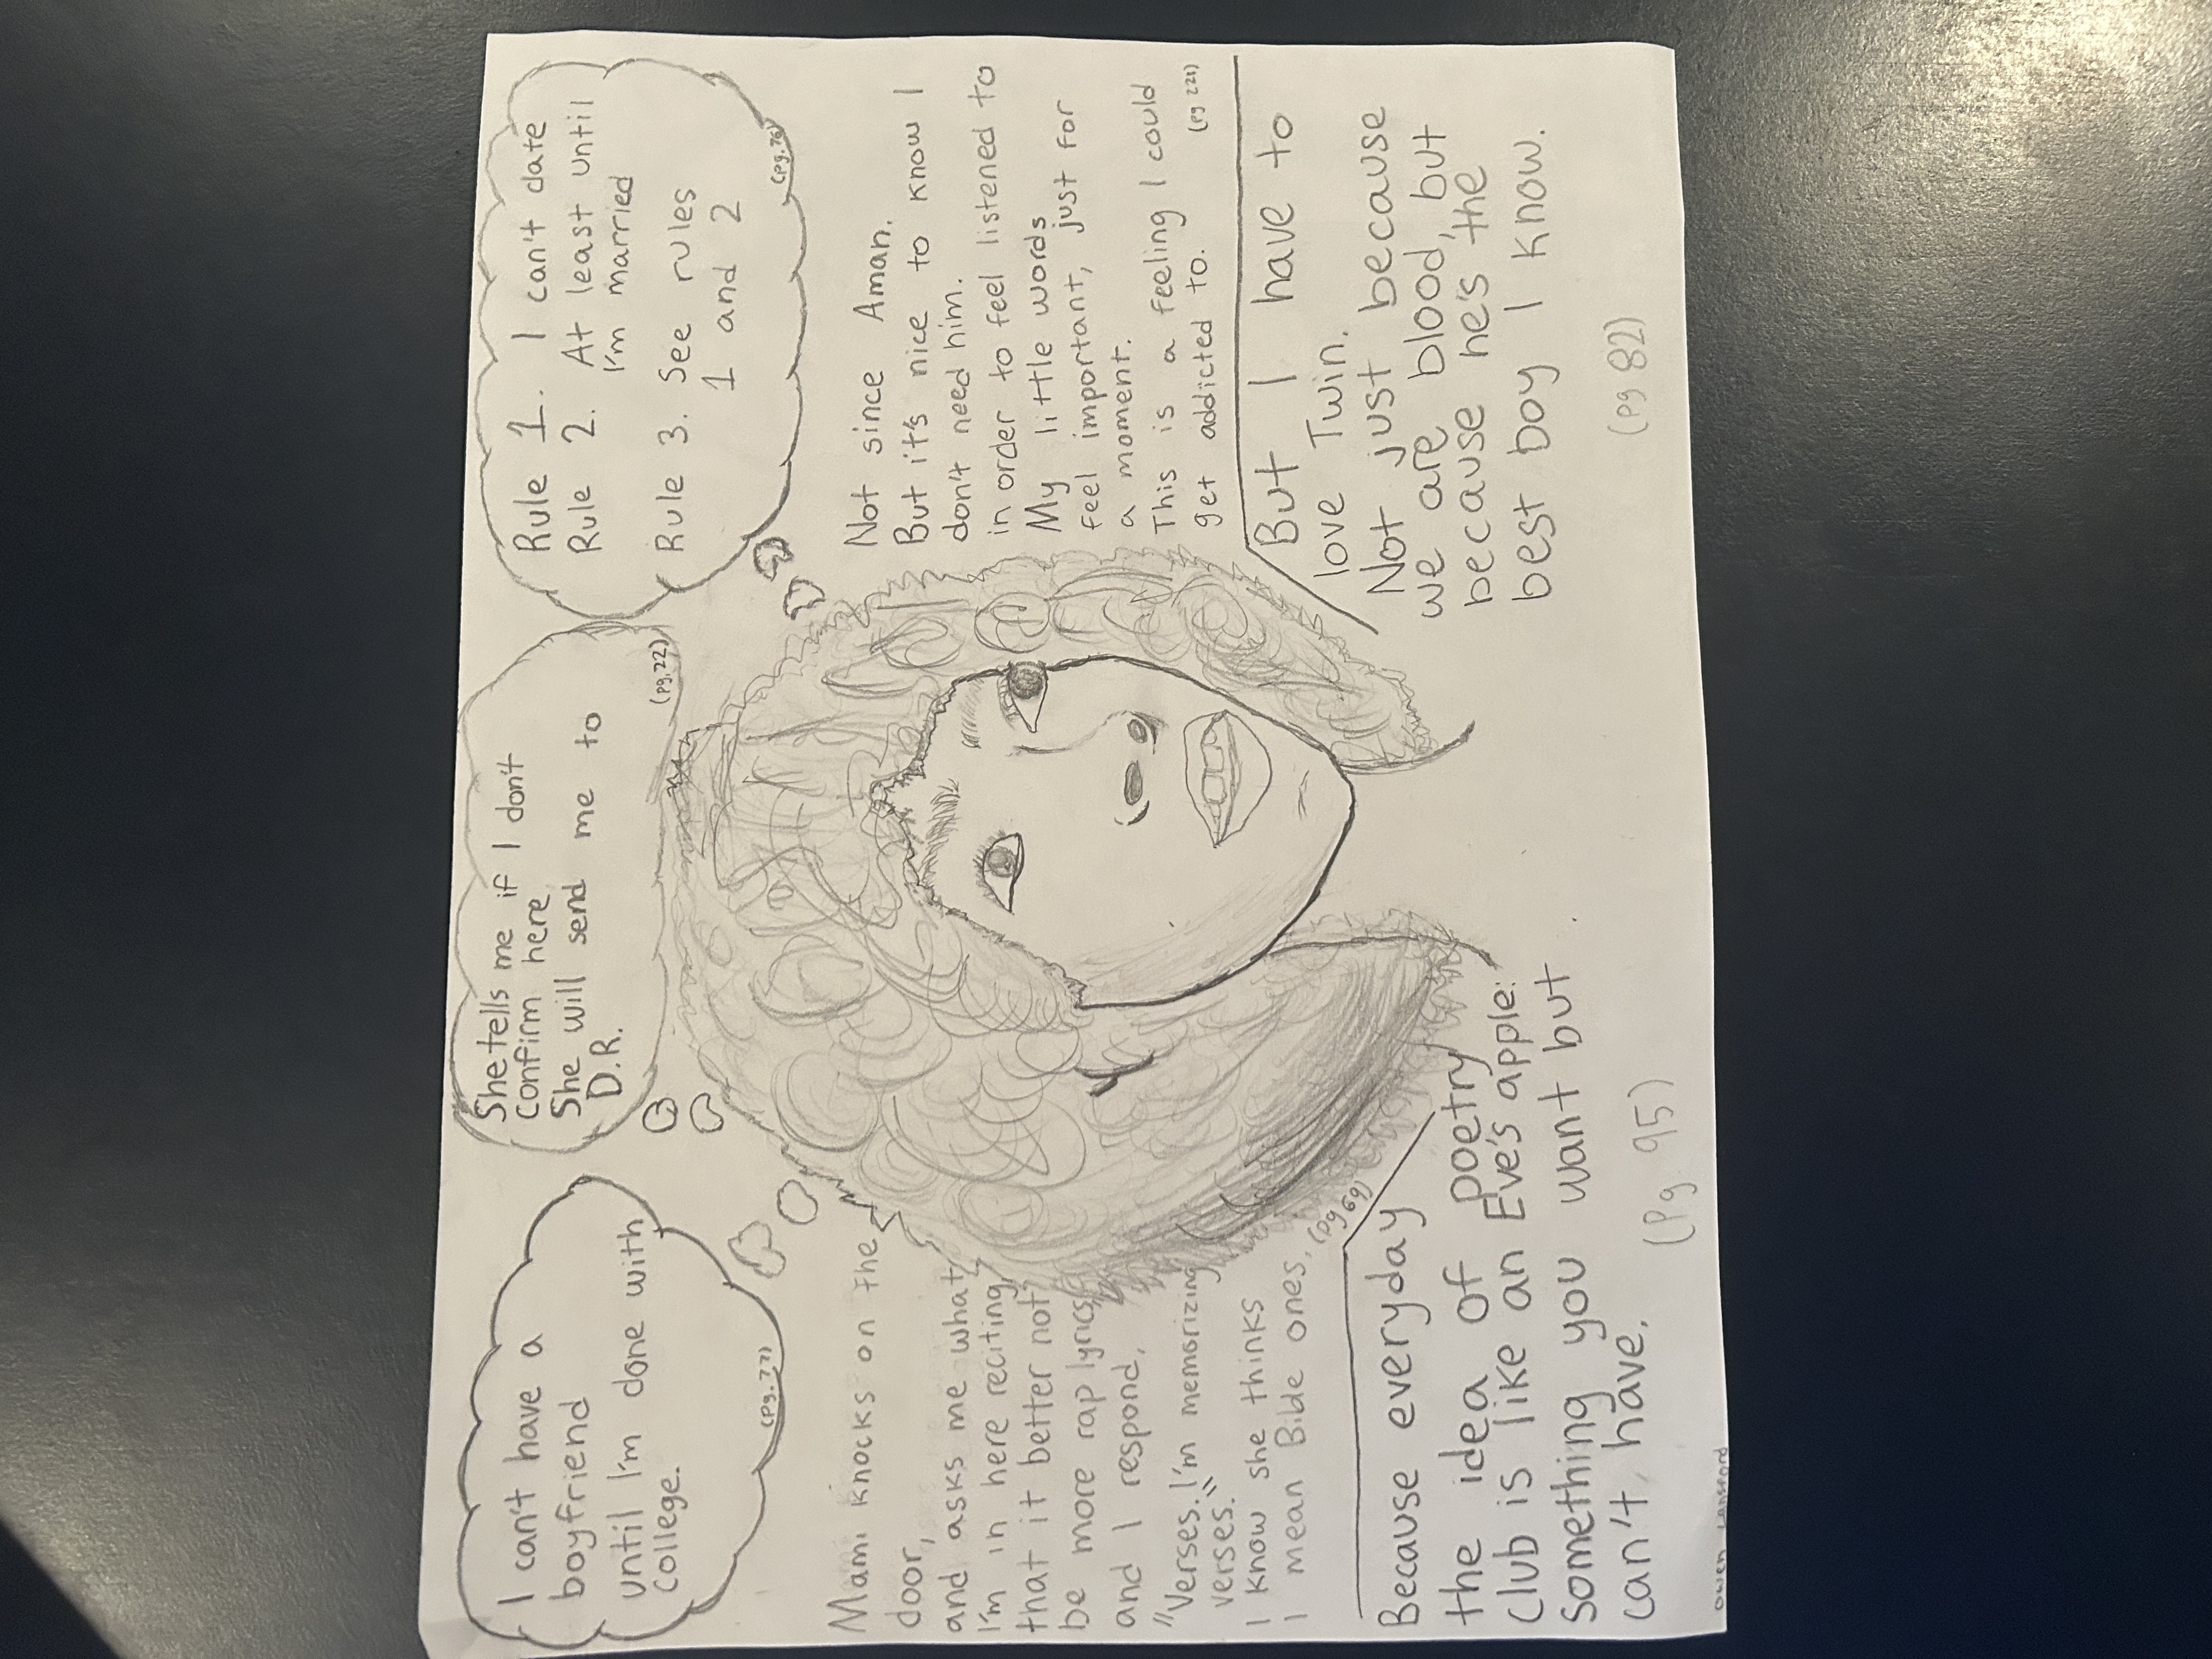 I can't have a
boyfriend
until I'm done with
college.
(pg. 77)
She tells me if I don't
confirm here
She will send me to
D.R.
(pg. 22)
Rule 1. I can't date
Rule 2. At least until
I'm married
Rule 3. See rules
1 and 2
(pg. 76)
Mami knocks on the
door,
and asks me what
I'm in here reciting,
that it better not
be more rap lyrics,
and I respond,
"Verses. I'm memorizing
verses."
I know she thinks
I mean Bible ones.
(pg 69)
Because everyday
the idea of poetry
club is like an Eve's apple:
something you want but
can't have.
(Pg 95)
Not since Aman.
But it's nice to know I
don't need him.
in order to feel listened to
My little words
feel important, just for
a moment.
This is a feeling I could
get addicted to.
(pg 221)
But I have to
love Twin.
Not just because
we are blood, but
because he's the
best boy I know.
(pg 82)
Owen Lansford